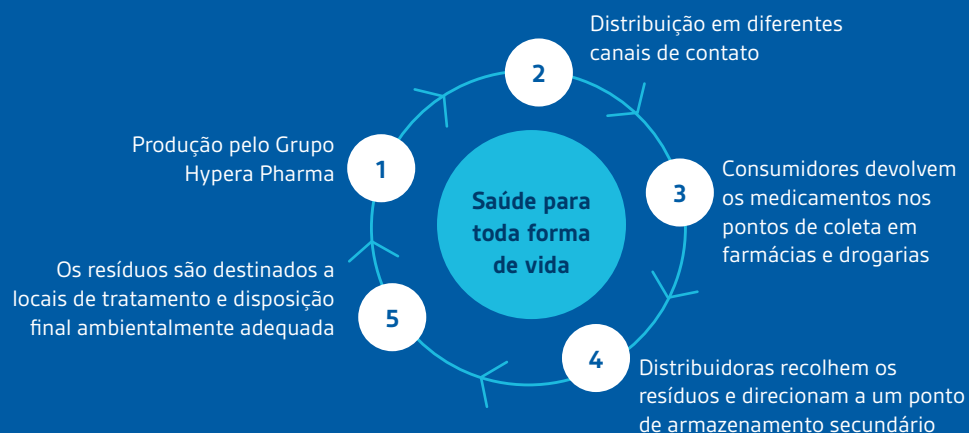 1
Produção pelo Grupo
Hypera Pharma
2
Distribuição em diferentes
canais de contato
3
Consumidores devolvem
os medicamentos nos
pontos de coleta em
farmácias e drogarias
4
Distribuidoras recolhem os
resíduos e direcionam a um ponto
de armazenamento secundário
5
Os resíduos são destinados a
locais de tratamento e disposição
final ambientalmente adequada
Saúde para
toda forma
de vida